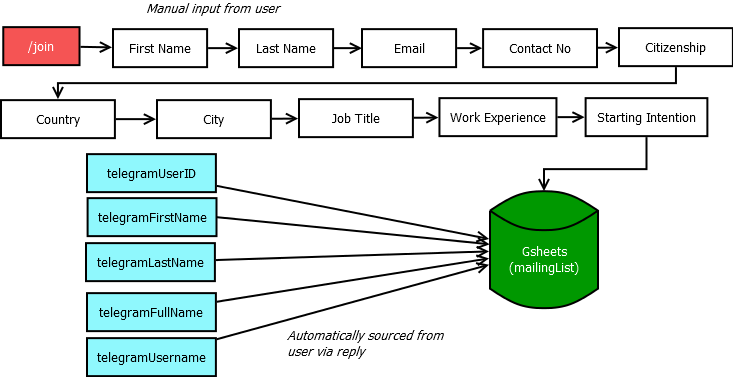 Manual input from user
/join
First Name
Last Name
Email
Contact No
Citizenship
Country
City
Job Title
Work Experience
Starting Intention
telegramUserID
telegramFirstName
telegramLastName
telegramFullName
telegramUsername
Gsheets
(mailingList)
Automatically sourced from
user via reply